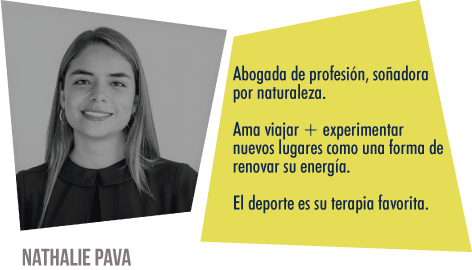 Abogada de profesión, soñadora
por naturaleza.
Ama viajar + experimentar
nuevos lugares como una forma de
renovar su energía.
El deporte es su terapia favorita.
NATHALIE PAVA